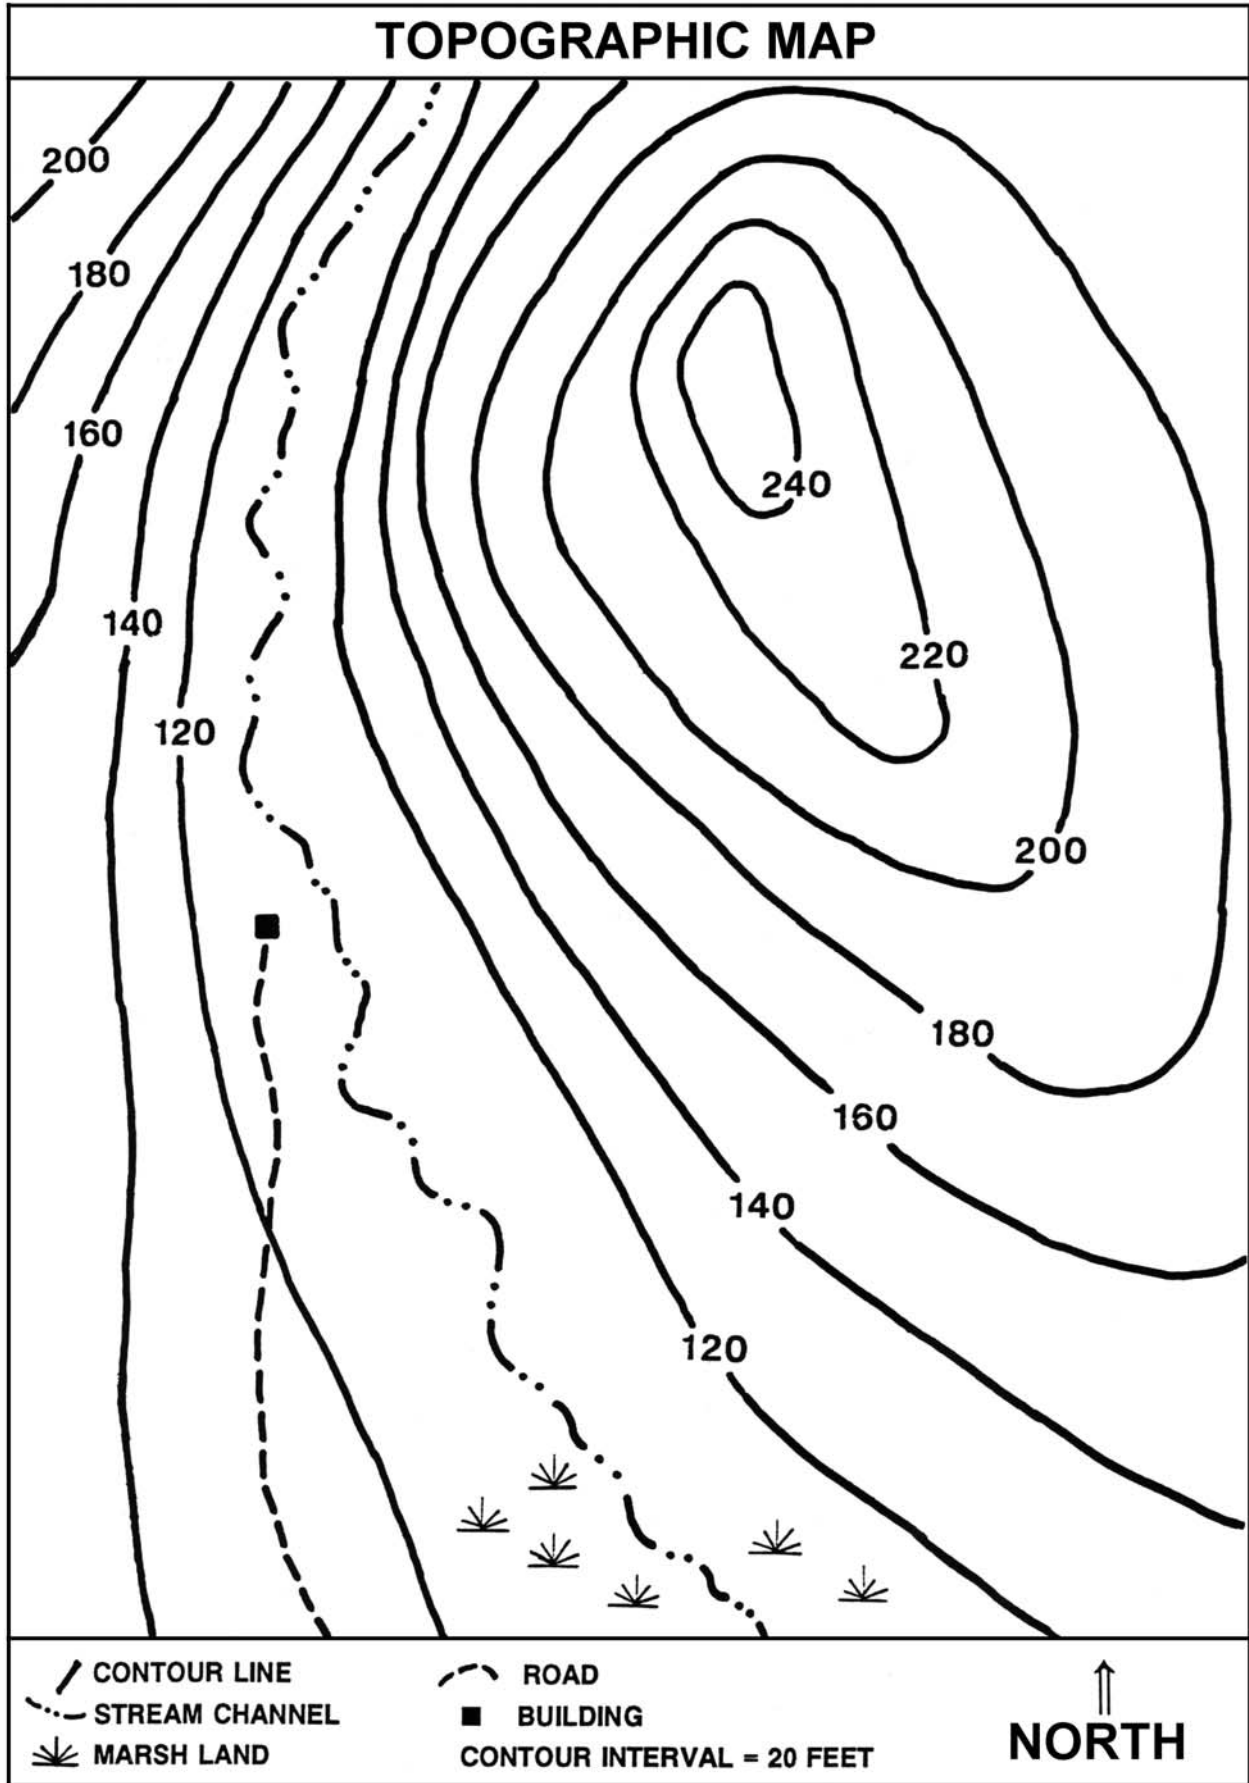 TOPOGRAPHIC MAP
200
180
160
240
140
220
120
200
180
160
140
120
CONTOUR LINE
ROAD
STREAM CHANNEL
BUILDING
MARSH LAND
CONTOUR INTERVAL = 20 FEET
NORTH